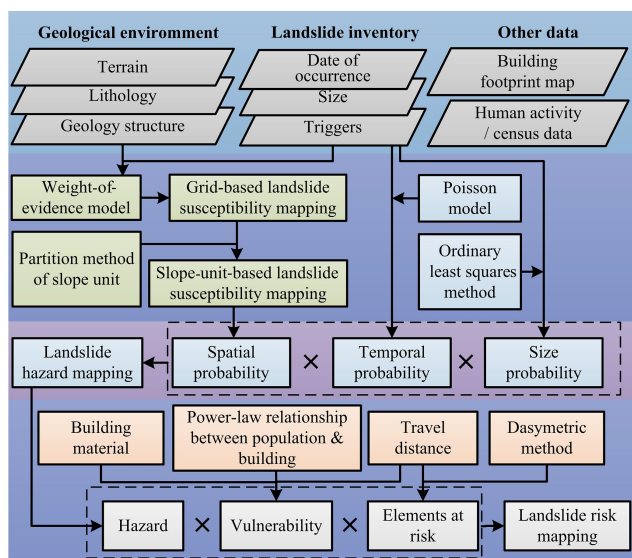 Geological environment
Landslide inventory
Other data
Terrain
Lithology
Geology structure
Date of
occurrence
Size
Triggers
Building
footprint map
Human activity
/ census data
Weight-of-
evidence model
Grid-based landslide
susceptibility mapping
Poisson
model
Partition method
of slope unit
Slope-unit-based landslide
susceptibility mapping
Ordinary
least squares
method
Landslide
hazard mapping
Spatial
probability
×
Temporal
probability
×
Size
probability
Building
material
Power-law relationship
between population &
building
Travel
distance
Dasymetric
method
Hazard
×
Vulnerability
×
Elements at
risk
Landslide risk
mapping